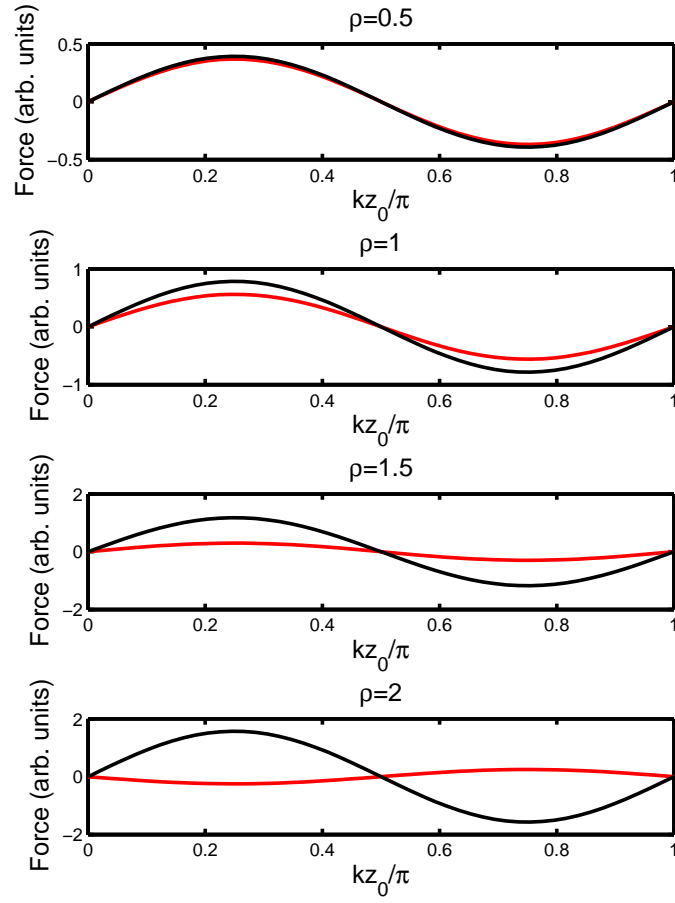 ρ=0.5
Force (arb. units)
0.5
0
−0.5
0 0.2 0.4 0.6 0.8 1
kz₀/π
ρ=1
Force (arb. units)
1
0
−1
0 0.2 0.4 0.6 0.8 1
kz₀/π
ρ=1.5
Force (arb. units)
2
0
−2
0 0.2 0.4 0.6 0.8 1
kz₀/π
ρ=2
Force (arb. units)
2
0
−2
0 0.2 0.4 0.6 0.8 1
kz₀/π